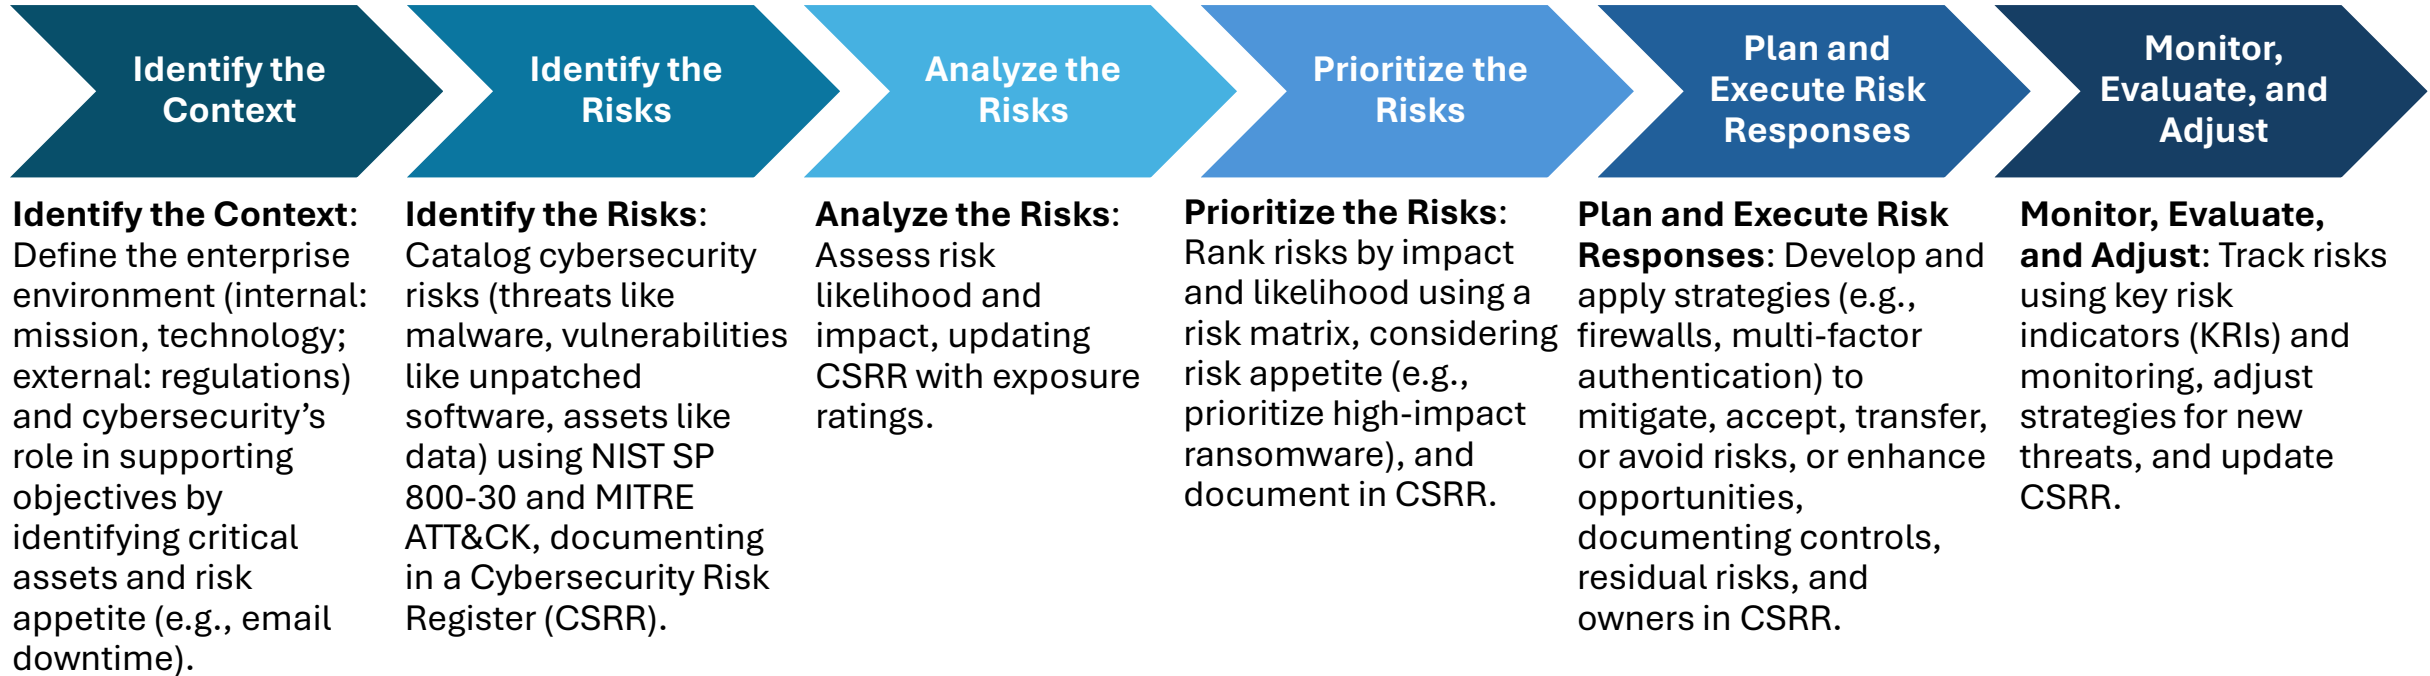 Identify the
Context
Identify the
Risks
Analyze the
Risks
Prioritize the
Risks
Plan and
Execute Risk
Responses
Monitor,
Evaluate, and
Adjust
Identify the Context:
Define the enterprise
environment (internal:
mission, technology;
external: regulations)
and cybersecurity’s
role in supporting
objectives by
identifying critical
assets and risk
appetite (e.g., email
downtime).
Identify the Risks:
Catalog cybersecurity
risks (threats like
malware, vulnerabilities
like unpatched
software, assets like
data) using NIST SP
800-30 and MITRE
ATT&CK, documenting
in a Cybersecurity Risk
Register (CSRR).
Analyze the Risks:
Assess risk
likelihood and
impact, updating
CSRR with exposure
ratings.
Prioritize the Risks:
Rank risks by impact
and likelihood using a
risk matrix, considering
risk appetite (e.g.,
prioritize high-impact
ransomware), and
document in CSRR.
Plan and Execute Risk
Responses: Develop and
apply strategies (e.g.,
firewalls, multi-factor
authentication) to
mitigate, accept, transfer,
or avoid risks, or enhance
opportunities,
documenting controls,
residual risks, and
owners in CSRR.
Monitor, Evaluate,
and Adjust: Track risks
using key risk
indicators (KRIs) and
monitoring, adjust
strategies for new
threats, and update
CSRR.